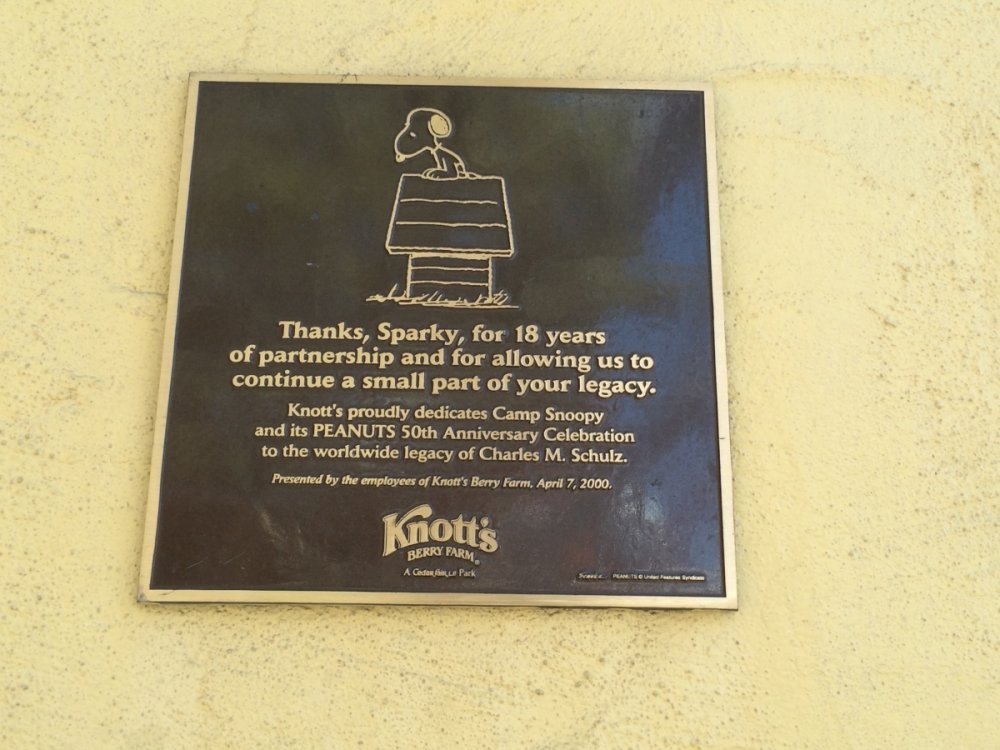 Thanks, Sparky, for 18 years
of partnership and for allowing us to
continue a small part of your legacy.
Knott's proudly dedicates Camp Snoopy
and its PEANUTS 50th Anniversary Celebration
to the worldwide legacy of Charles M. Schulz.
Presented by the employees of Knott's Berry Farm, April 7, 2000.
Knott's
BERRY FARM®
A Cedar Fair, L.P. Park
PEANUTS © United Features Syndicate